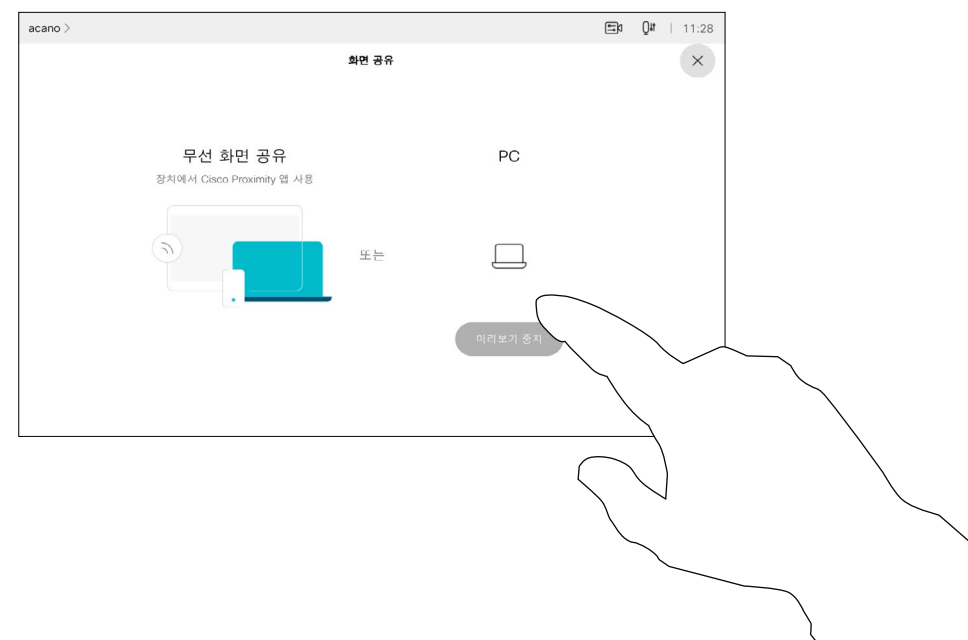 acano >
11:28
화면 공유
무선 화면 공유
장치에서 Cisco Proximity 앱 사용
또는
PC
미리보기 중지